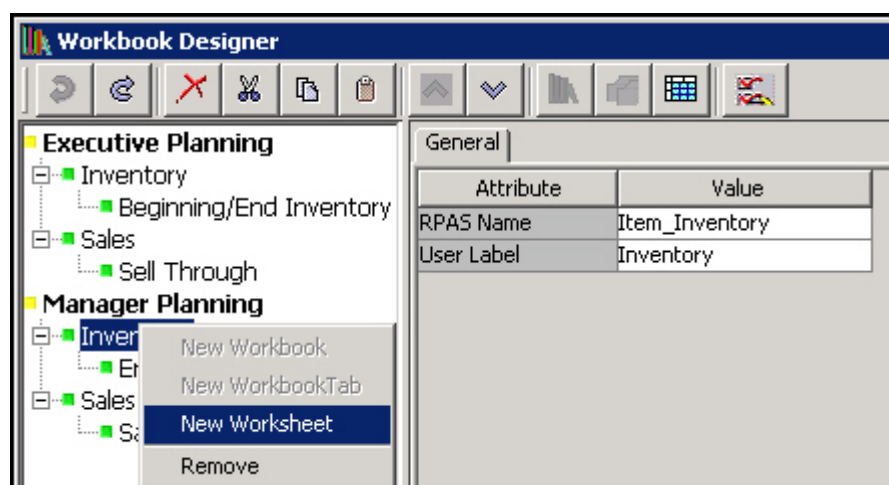 Workbook Designer
Executive Planning
Inventory
Beginning/End Inventory
Sales
Sell Through
Manager Planning
Inver
Sales
General
Attribute Value
RPAS Name Item_Inventory
User Label Inventory
New Workbook
New WorkbookTab
New Worksheet
Remove